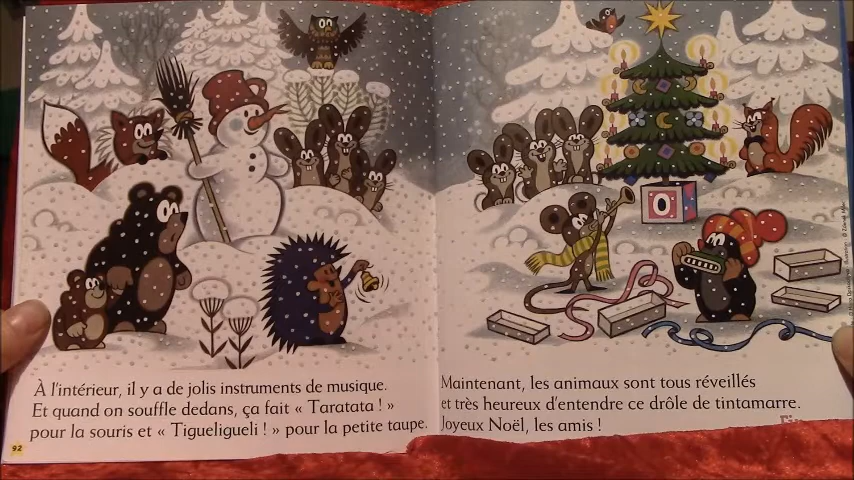 À l'intérieur, il y a de jolis instruments de musique.
Et quand on souffle dedans, ça fait « Taratata ! »
pour la souris et « Tigueligueli ! » pour la petite taupe.
92
Maintenant, les animaux sont tous réveillés
et très heureux d'entendre ce drôle de tintamarre.
Joyeux Noël, les amis !